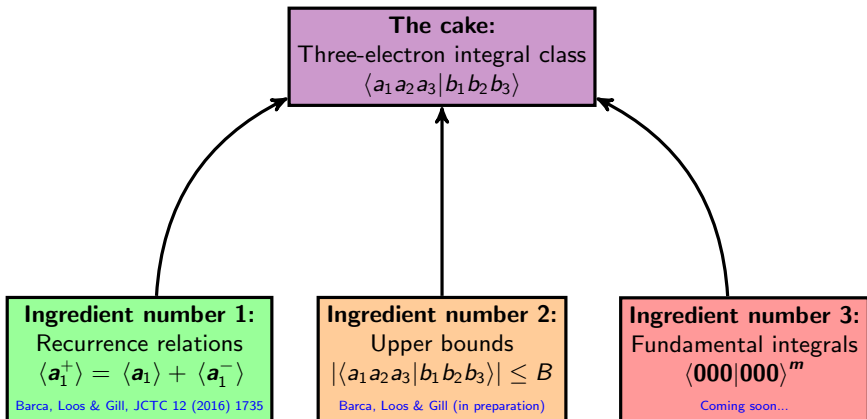 The cake:
Three-electron integral class
⟨a₁a₂a₃|b₁b₂b₃⟩
Ingredient number 1:
Recurrence relations
⟨a₁⁺⟩ = ⟨a₁⟩ + ⟨a₁⁻⟩
Barca, Loos & Gill, JCTC 12 (2016) 1735
Ingredient number 2:
Upper bounds
|⟨a₁a₂a₃|b₁b₂b₃⟩| ≤ B
Barca, Loos & Gill (in preparation)
Ingredient number 3:
Fundamental integrals
⟨000|000⟩ᵐ
Coming soon...